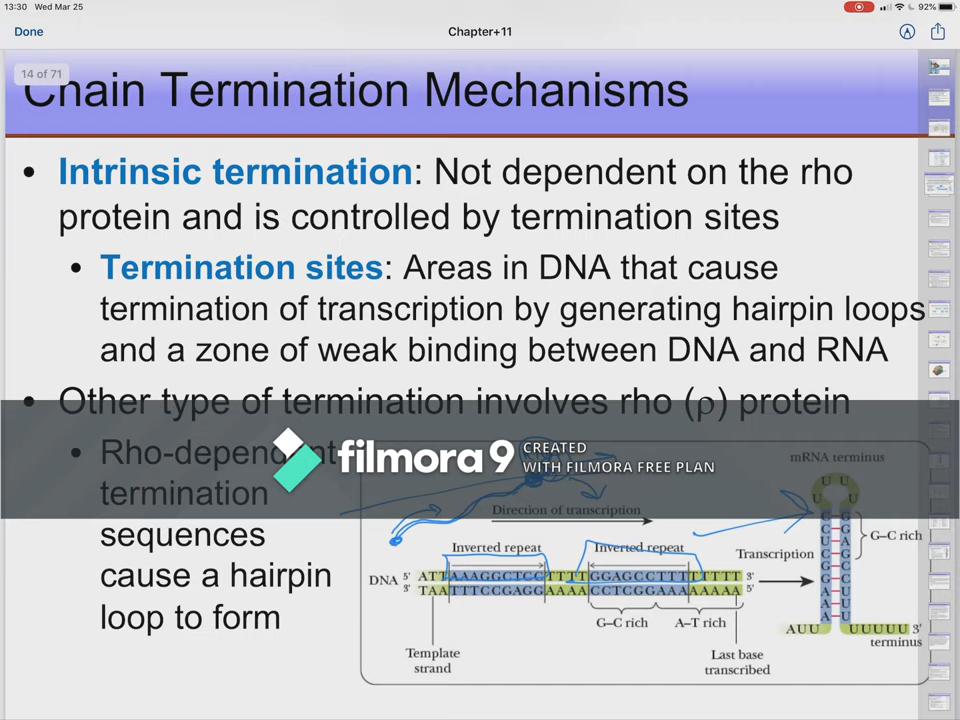 13:30 Wed Mar 25
92%
Done
Chapter+11
14 of 71
Chain Termination Mechanisms
• Intrinsic termination: Not dependent on the rho
protein and is controlled by termination sites
• Termination sites: Areas in DNA that cause
termination of transcription by generating hairpin loops
and a zone of weak binding between DNA and RNA
• Other type of termination involves rho (ρ) protein
• Rho-dependent
termination
sequences
cause a hairpin
loop to form
filmora 9 CREATED
WITH FILMORA FREE PLAN
Direction of transcription
Inverted repeat
Inverted repeat
DNA
5' ATTAAAGGCTCCTTTTGGAGCCTTTTTTTT 3'
3' TAATTTCCGAGGAAAACCTCGGAAAAAAAA 5'
G–C rich
A–T rich
Template
strand
Last base
transcribed
Transcription
mRNA terminus
U U
U U
C G
C G
U A
C G
G C
G C
A U
A U
A U
G–C rich
AUU
UUUUU 3'
terminus